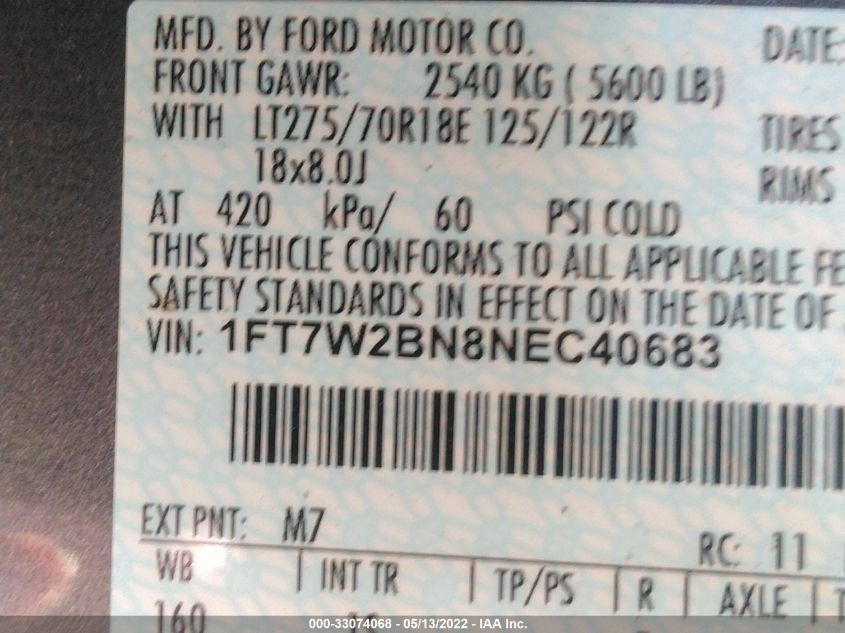 MFD. BY FORD MOTOR CO. DATE:
FRONT GAWR: 2540 KG ( 5600 LB)
WITH LT275/70R18E 125/122R TIRES
18x8.0J RIMS
AT 420 kPa/ 60 PSI COLD
THIS VEHICLE CONFORMS TO ALL APPLICABLE FE
SAFETY STANDARDS IN EFFECT ON THE DATE OF
VIN: 1FT7W2BN8NEC40683
EXT PNT: M7 RC: 11
WB INT TR TP/PS R AXLE T
160
000-33074068 - 05/13/2022 - IAA Inc.